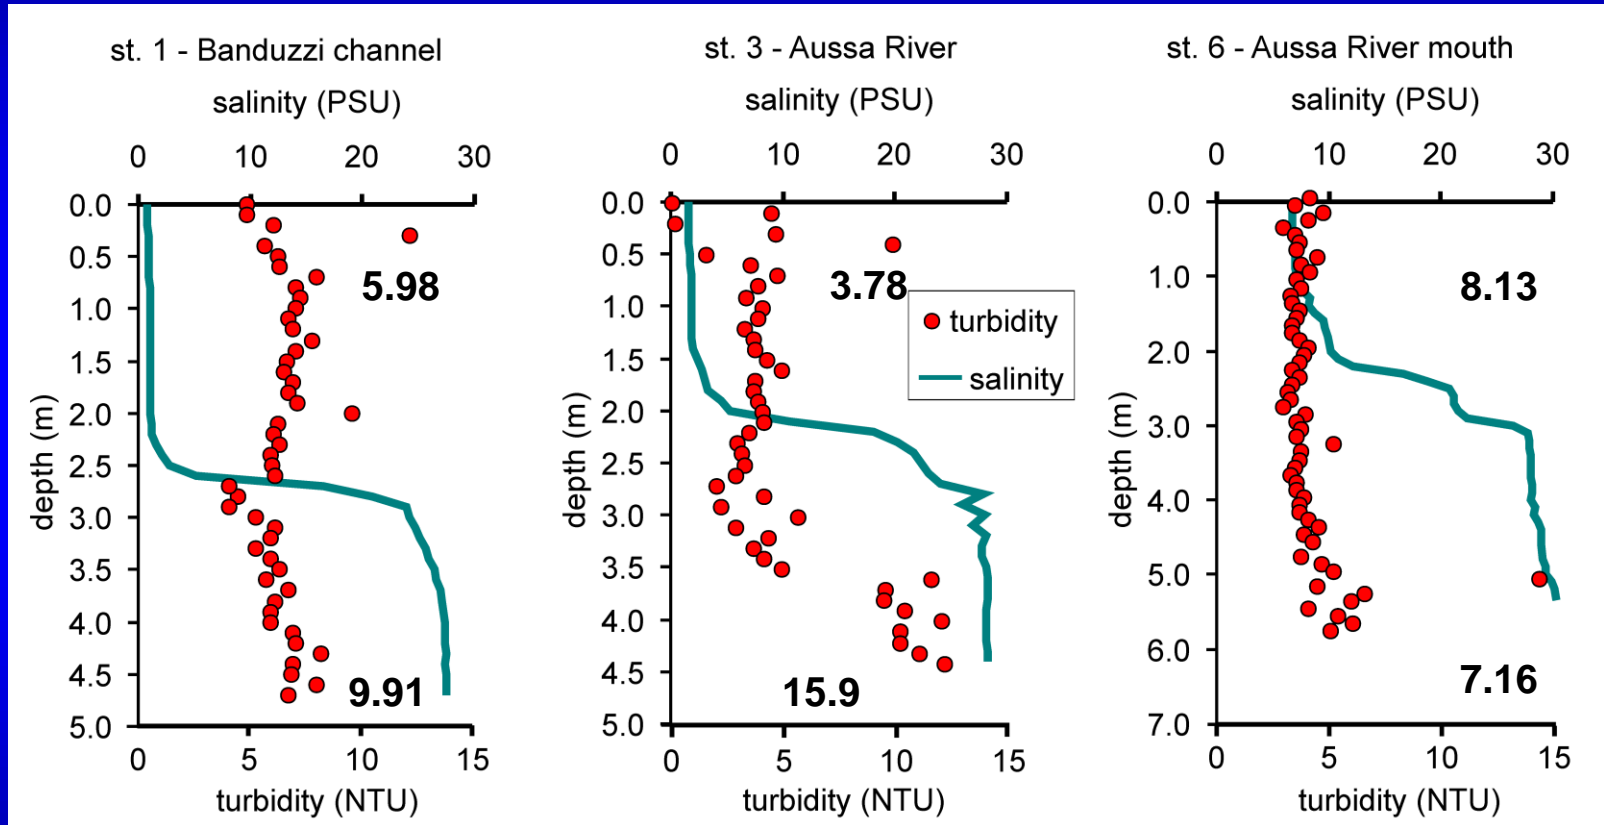 st. 1 - Banduzzi channel
salinity (PSU)
0 10 20 30
0.0
0.5
1.0
1.5
2.0
2.5
3.0
3.5
4.0
4.5
5.0
depth (m)
5.98
9.91
0 5 10 15
turbidity (NTU)
st. 3 - Aussa River
salinity (PSU)
0 10 20 30
0.0
0.5
1.0
1.5
2.0
2.5
3.0
3.5
4.0
4.5
5.0
depth (m)
3.78
turbidity
salinity
15.9
0 5 10 15
turbidity (NTU)
st. 6 - Aussa River mouth
salinity (PSU)
0 10 20 30
0.0
1.0
2.0
3.0
4.0
5.0
6.0
7.0
depth (m)
8.13
7.16
0 5 10 15
turbidity (NTU)